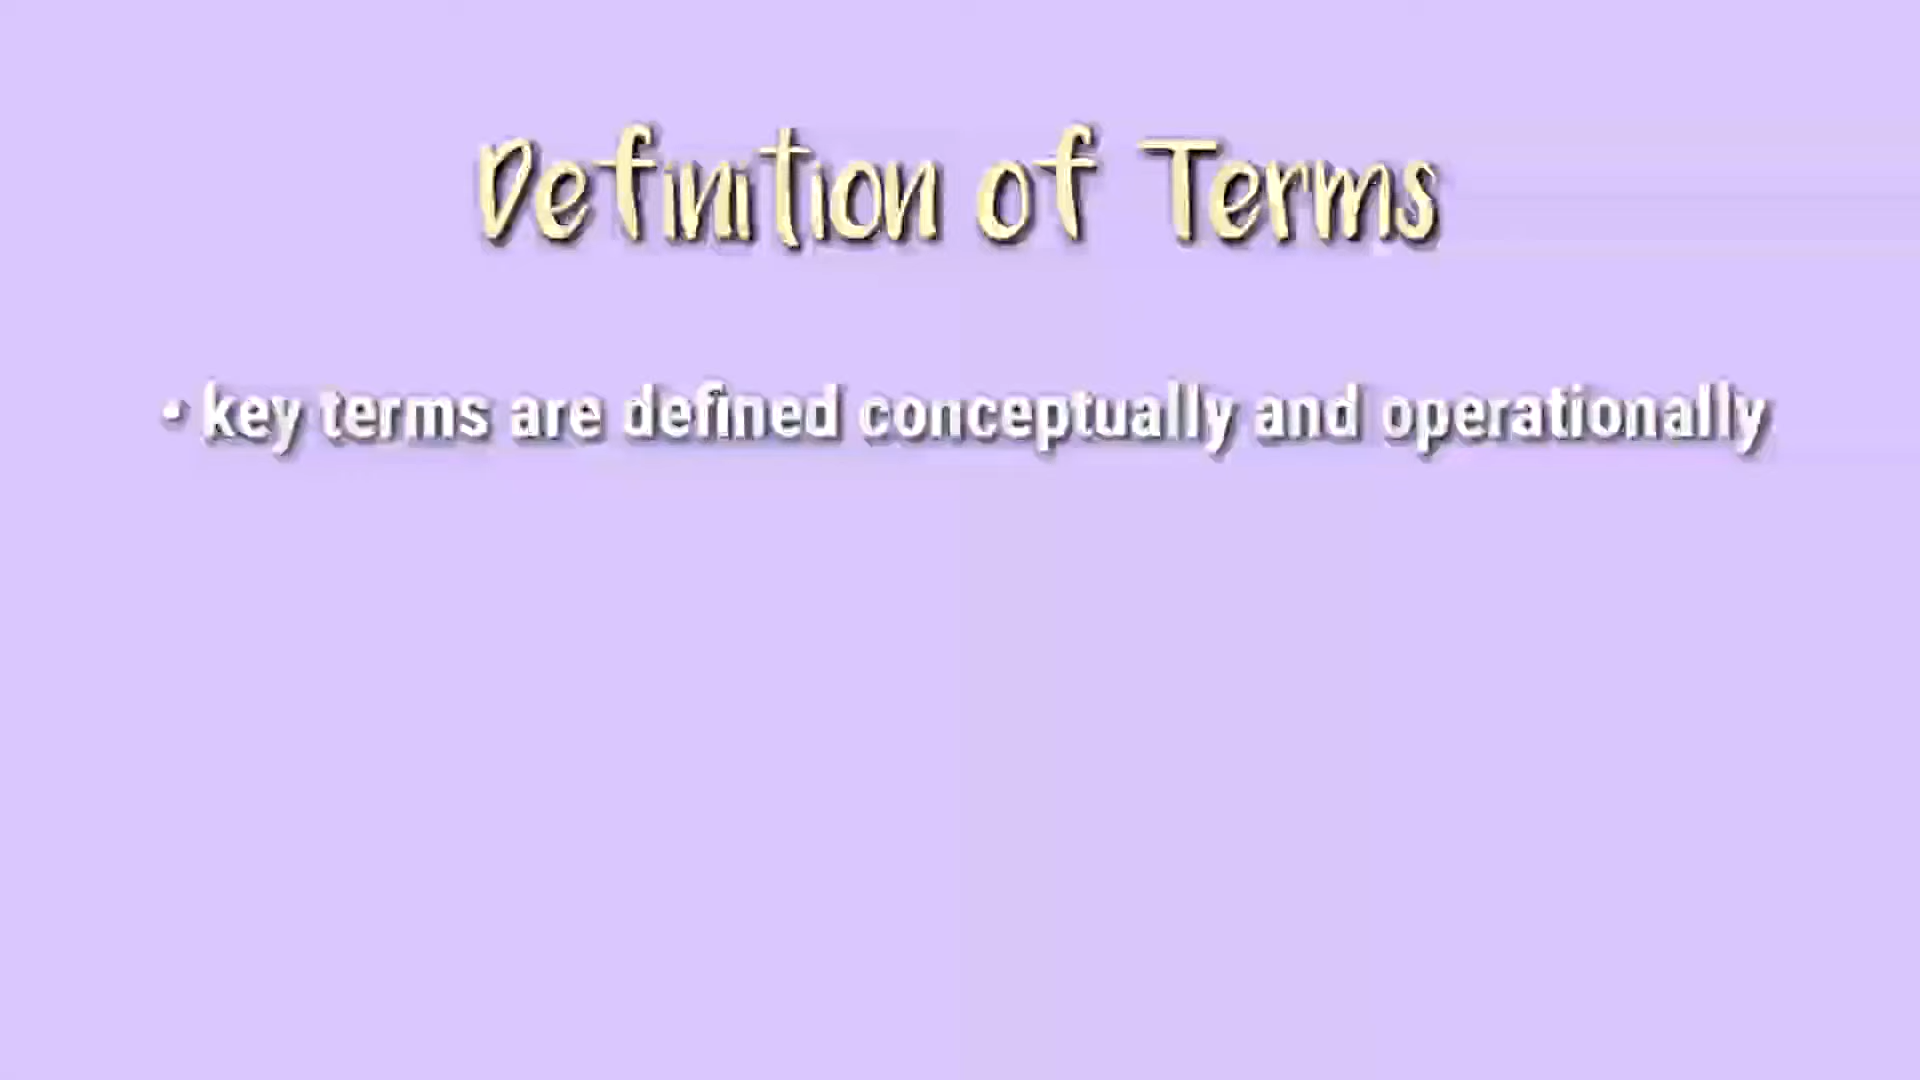 Definition of Terms
• key terms are defined conceptually and operationally